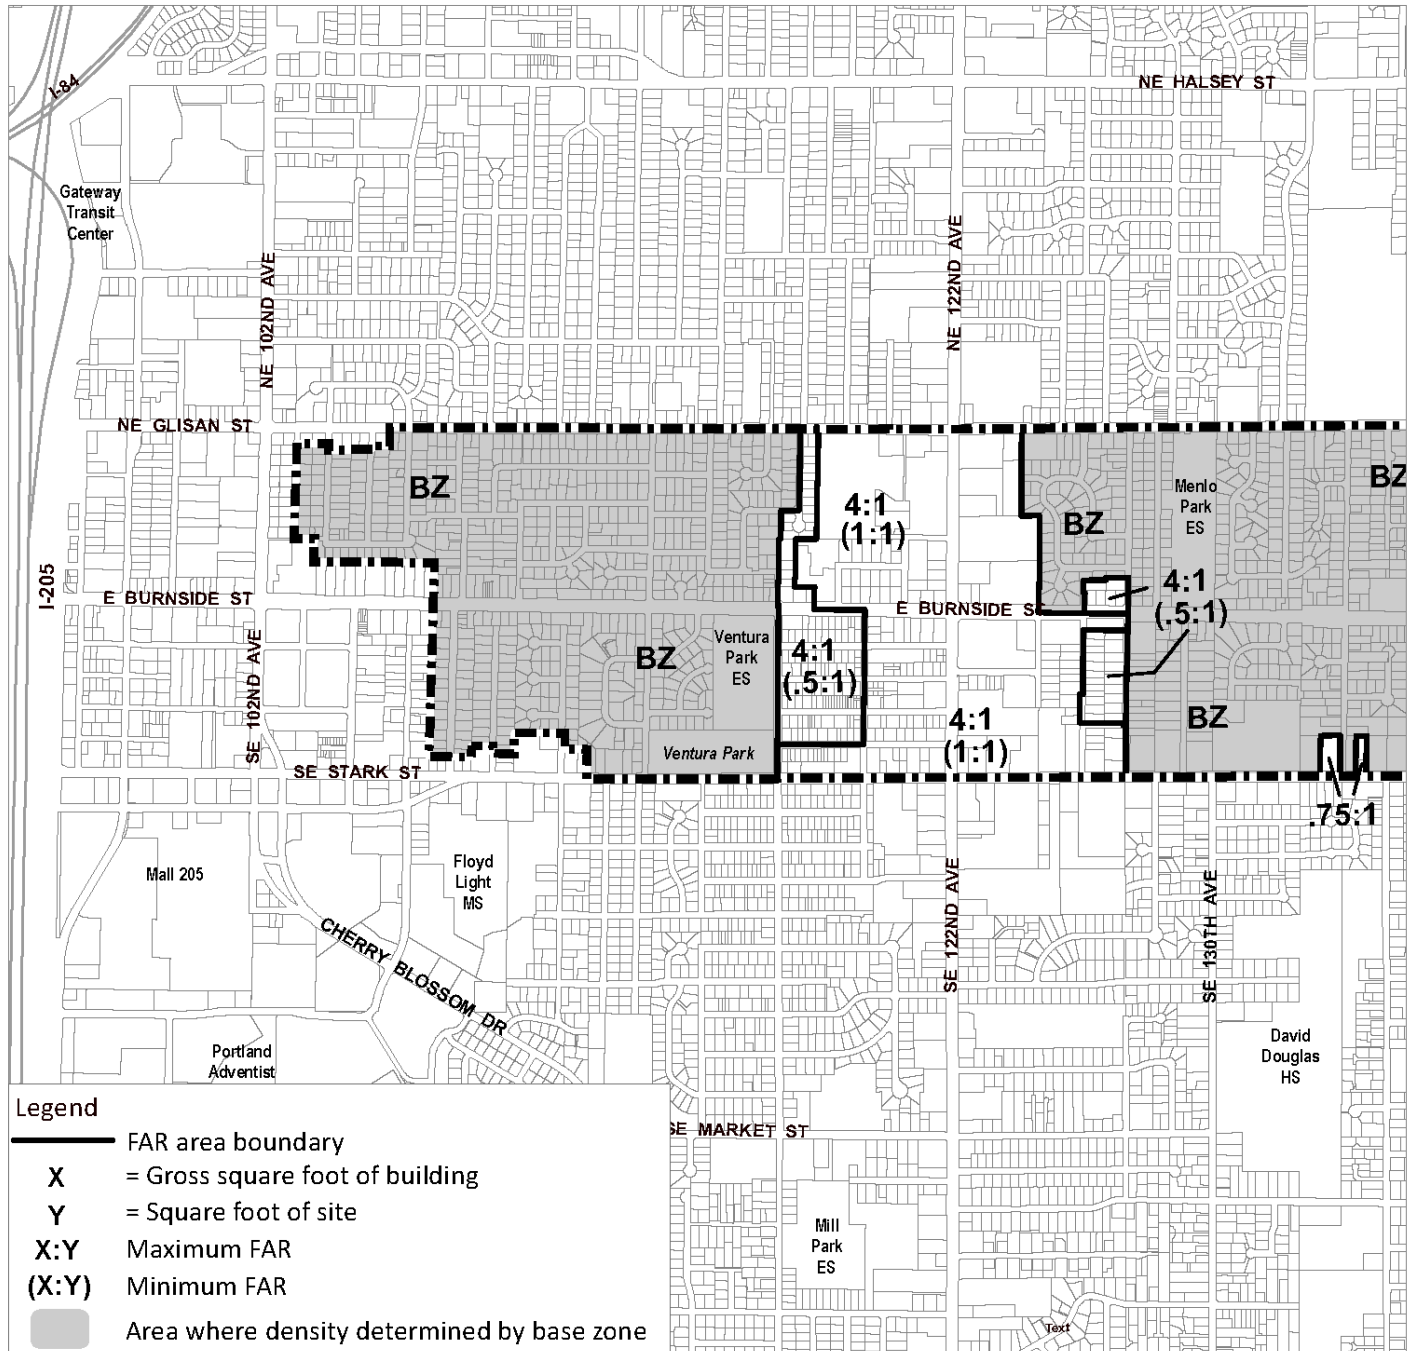 NE HALSEY ST
I-84
Gateway
Transit
Center
NE 102ND AVE
NE 122ND AVE
NE GLISAN ST
BZ
BZ
Menlo
Park
ES
4:1
(1:1)
BZ
I-205
E BURNSIDE ST
4:1
(.5:1)
E BURNSIDE ST
SE 102ND AVE
Ventura
Park
ES
BZ
4:1
(.5:1)
4:1
(1:1)
BZ
Ventura Park
SE STARK ST
.75:1
Mall 205
Floyd
Light
MS
SE 122ND AVE
SE 130TH AVE
CHERRY BLOSSOM DR
Portland
Adventist
David
Douglas
HS
SE MARKET ST
Mill
Park
ES
Text
Legend
FAR area boundary
X = Gross square foot of building
Y = Square foot of site
X:Y Maximum FAR
(X:Y) Minimum FAR
Area where density determined by base zone